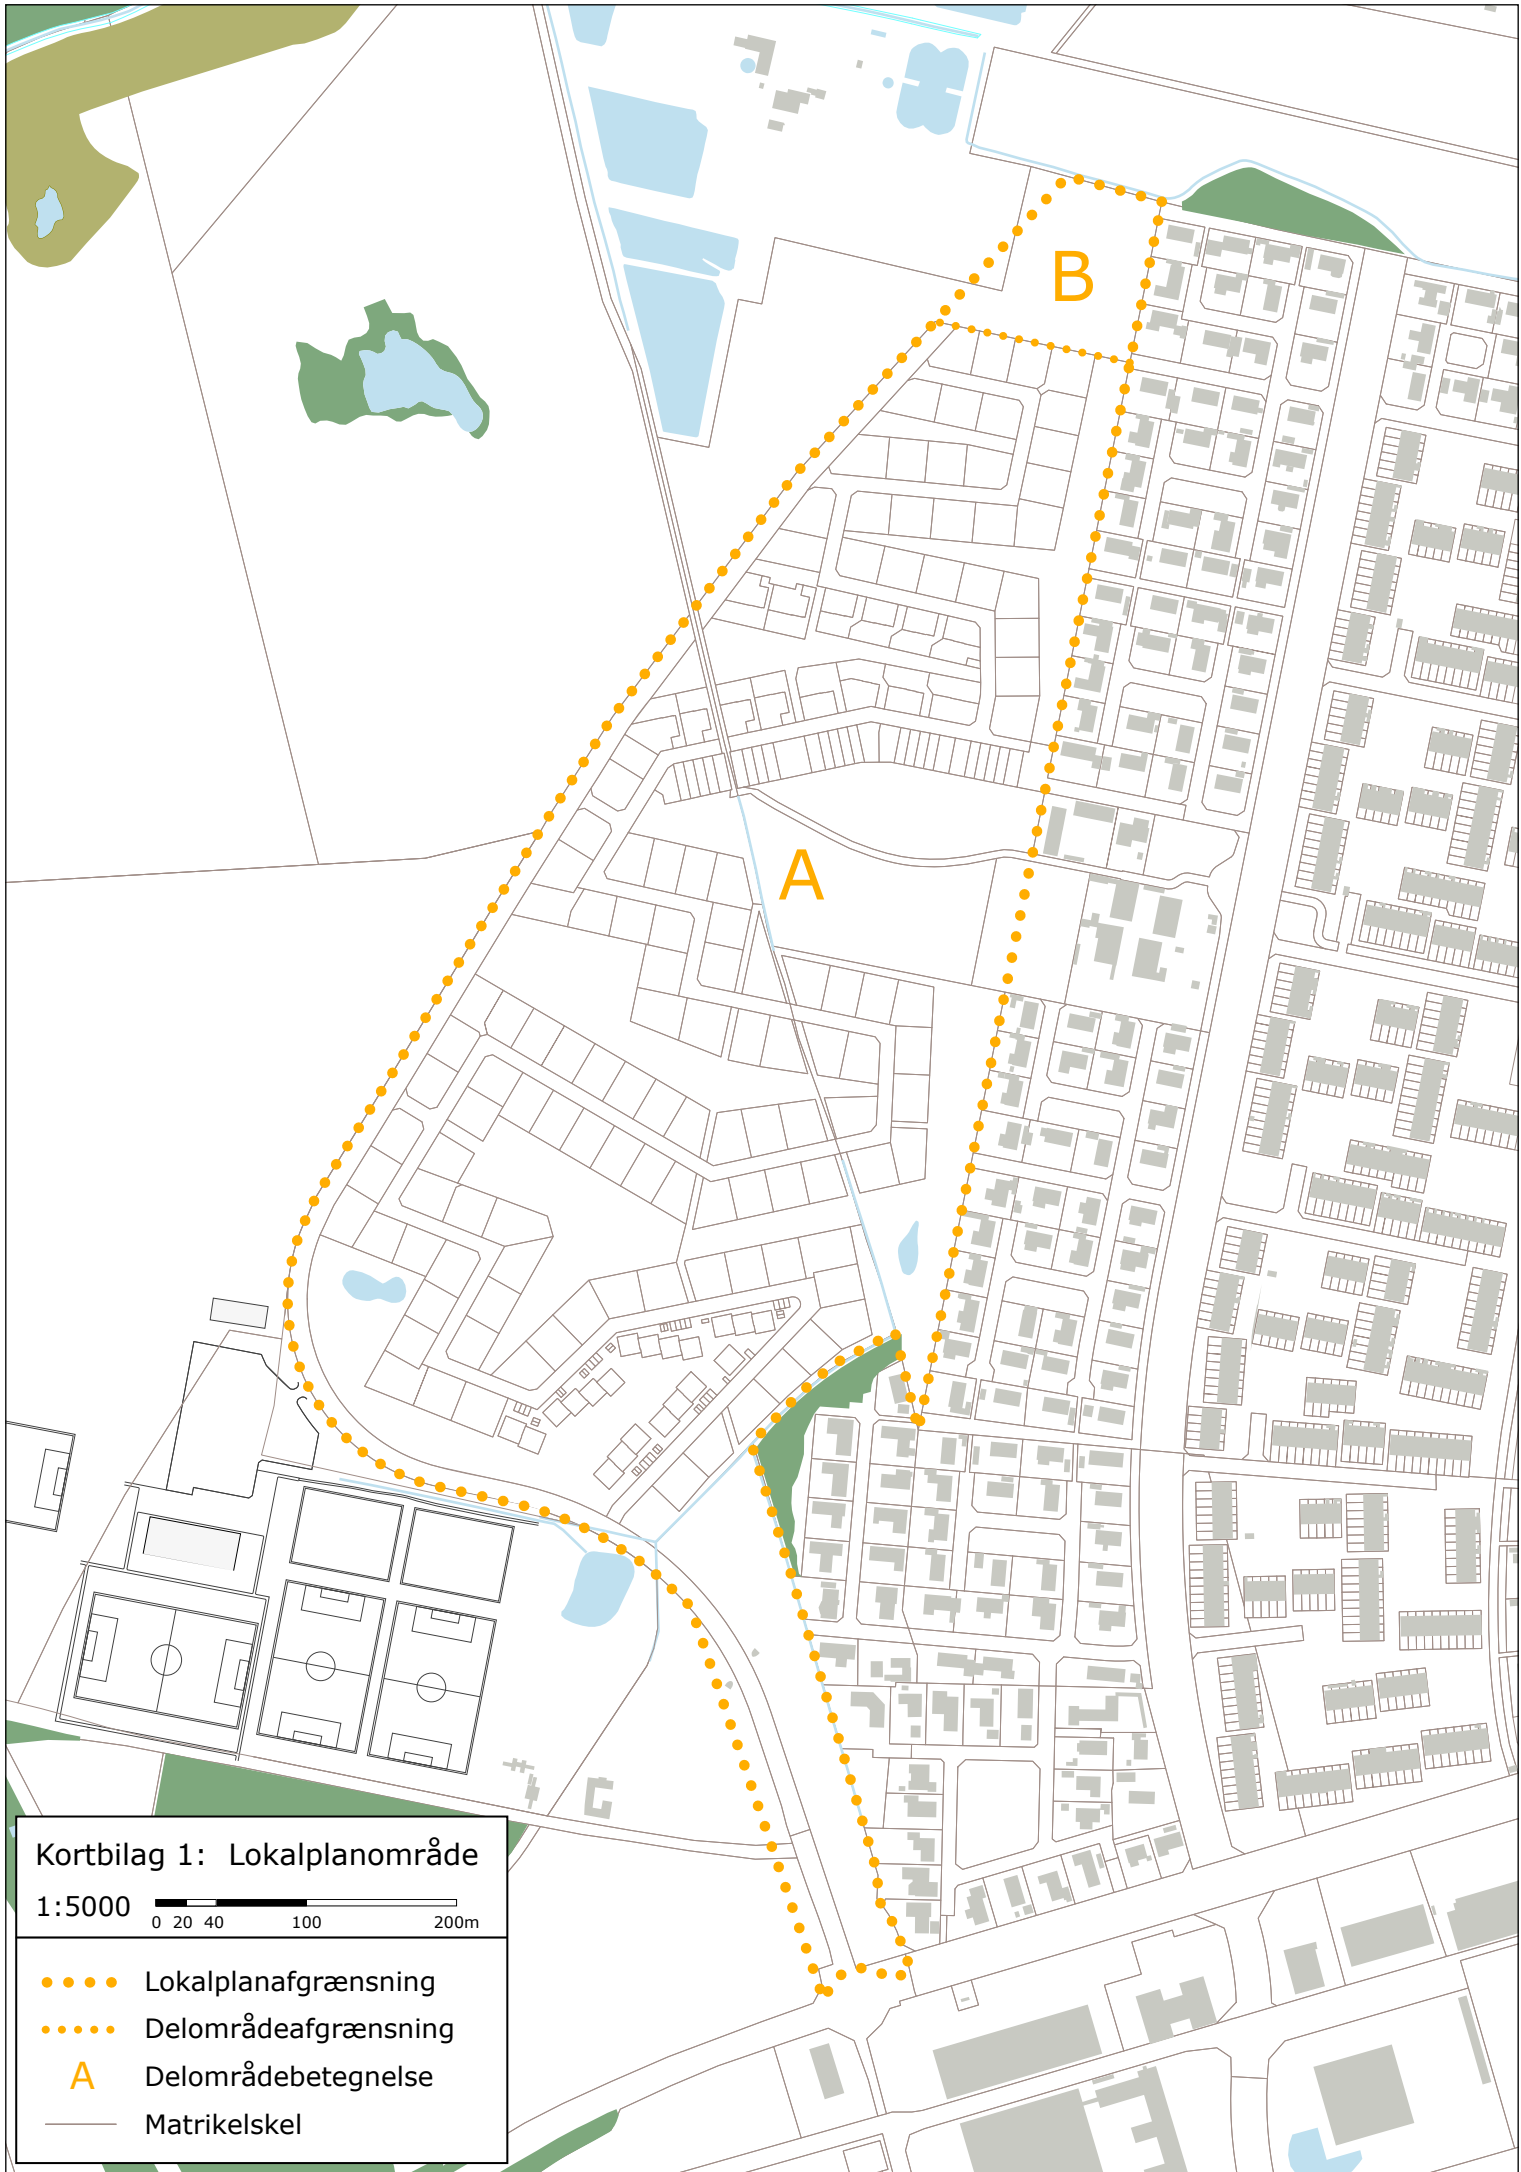 B
A
Kortbilag 1: Lokalplanområde
1:5000
0 20 40 100 200m
Lokalplanafgrænsning
Delområdeafgrænsning
A Delområdebetegnelse
Matrikelskel